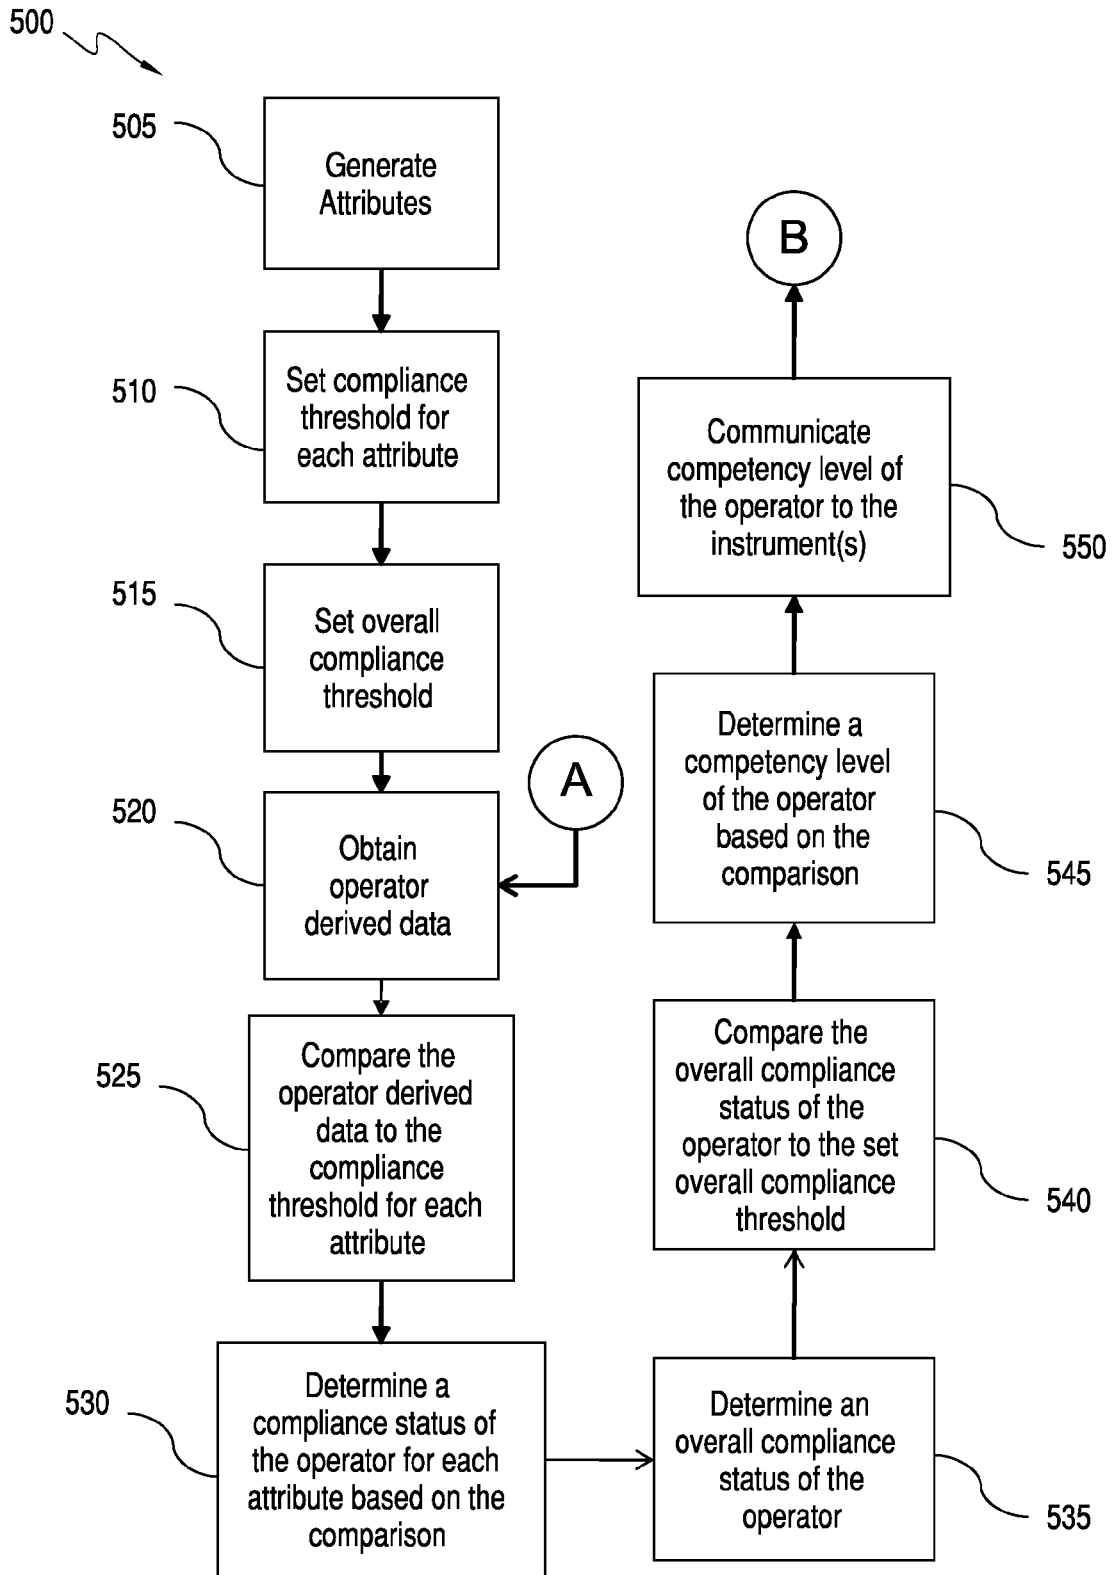 500
505
Generate
Attributes
510
Set compliance
threshold for
each attribute
515
Set overall
compliance
threshold
A
520
Obtain
operator
derived data
525
Compare the
operator derived
data to the
compliance
threshold for each
attribute
530
Determine a
compliance status of
the operator for each
attribute based on the
comparison
Determine an
overall compliance
status of the
operator
535
Compare the
overall compliance
status of the
operator to the set
overall compliance
threshold
540
Determine a
competency level
of the operator
based on the
comparison
545
Communicate
competency level of
the operator to the
instrument(s)
550
B